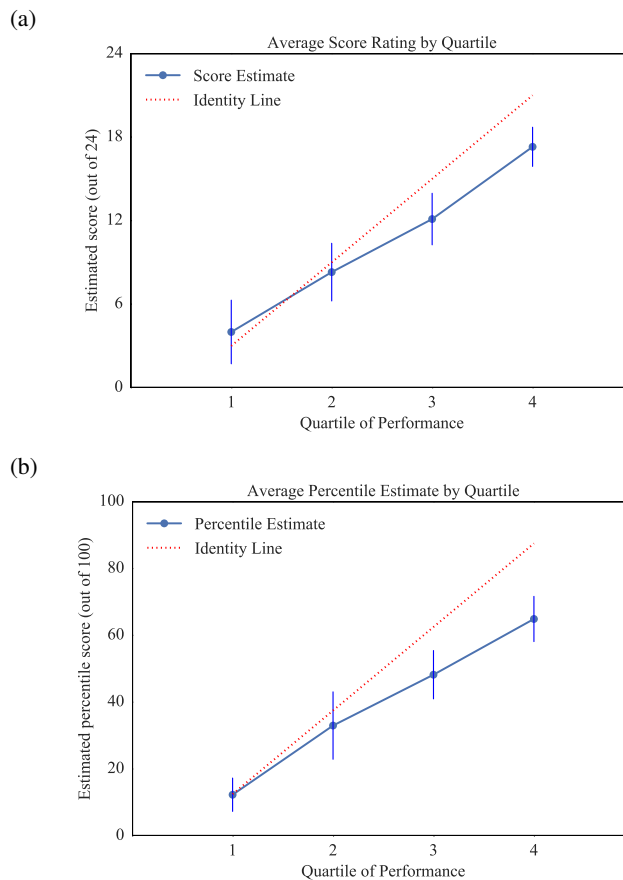 (a)
Average Score Rating by Quartile
Score Estimate
Identity Line
Estimated score (out of 24)
24
18
12
6
0
1 2 3 4
Quartile of Performance
(b)
Average Percentile Estimate by Quartile
Percentile Estimate
Identity Line
Estimated percentile score (out of 100)
100
80
60
40
20
0
1 2 3 4
Quartile of Performance